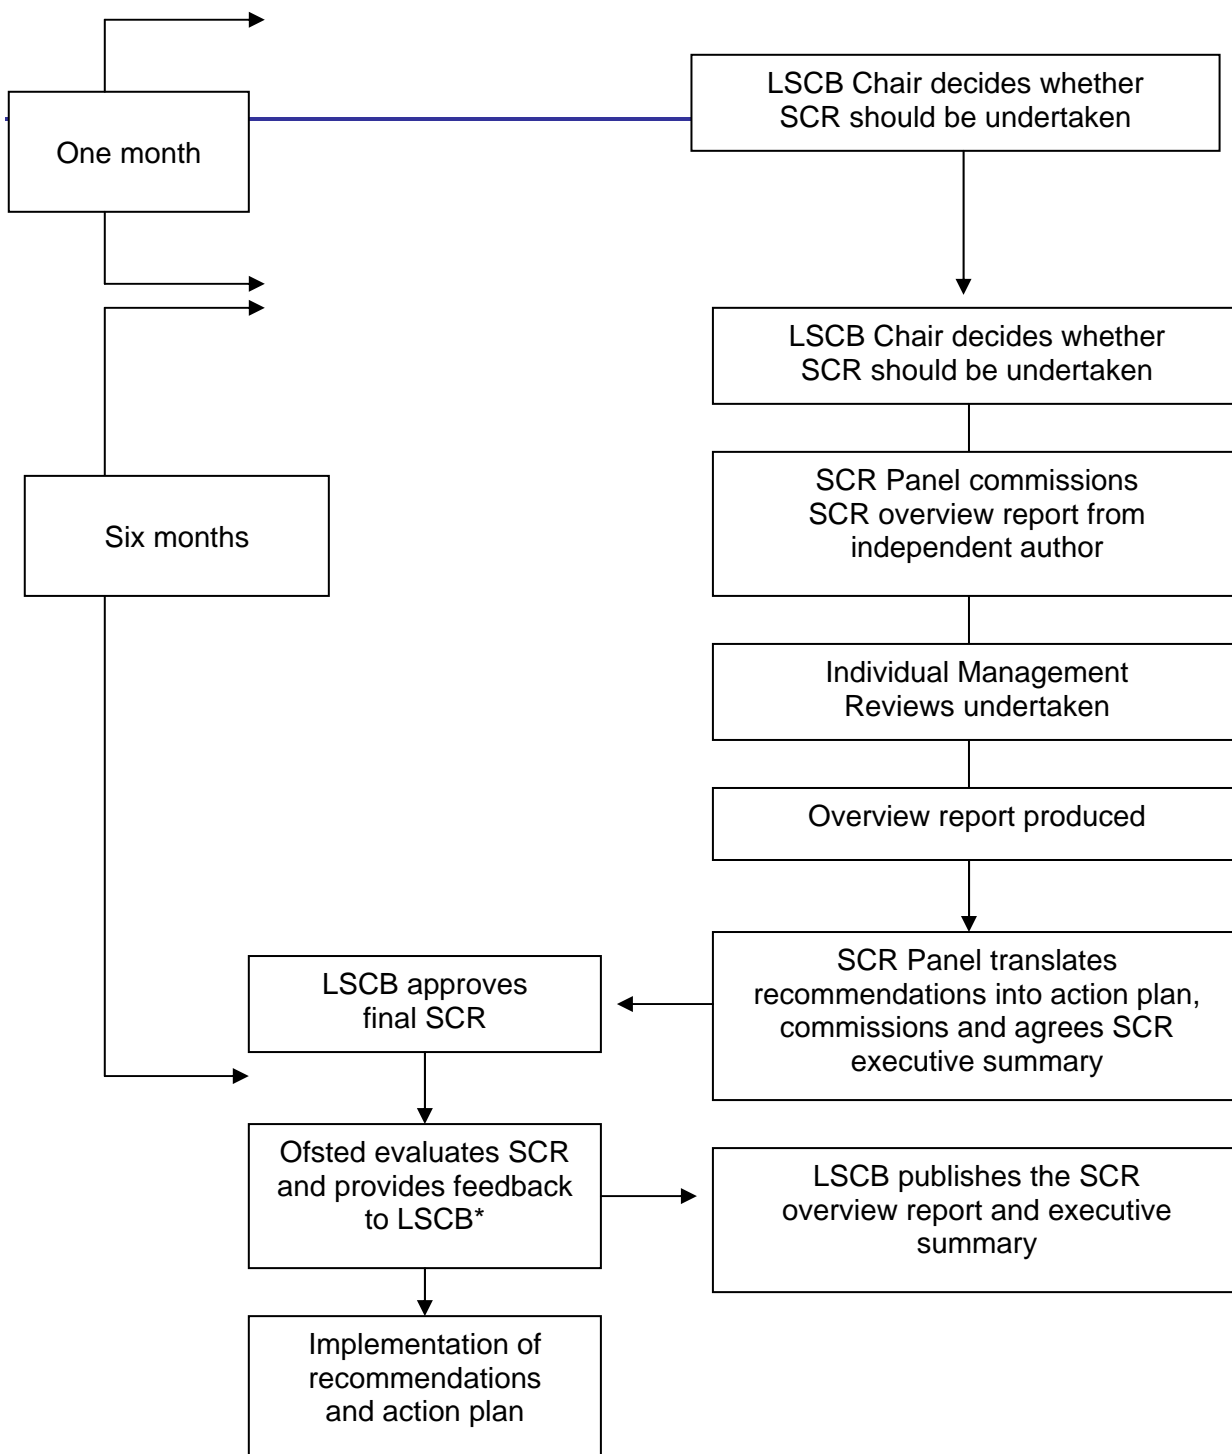 LSCB Chair decides whether
SCR should be undertaken
One month
LSCB Chair decides whether
SCR should be undertaken
SCR Panel commissions
SCR overview report from
independent author
Six months
Individual Management
Reviews undertaken
Overview report produced
SCR Panel translates
recommendations into action plan,
commissions and agrees SCR
executive summary
LSCB approves
final SCR
Ofsted evaluates SCR
and provides feedback
to LSCB*
LSCB publishes the SCR
overview report and executive
summary
Implementation of
recommendations
and action plan